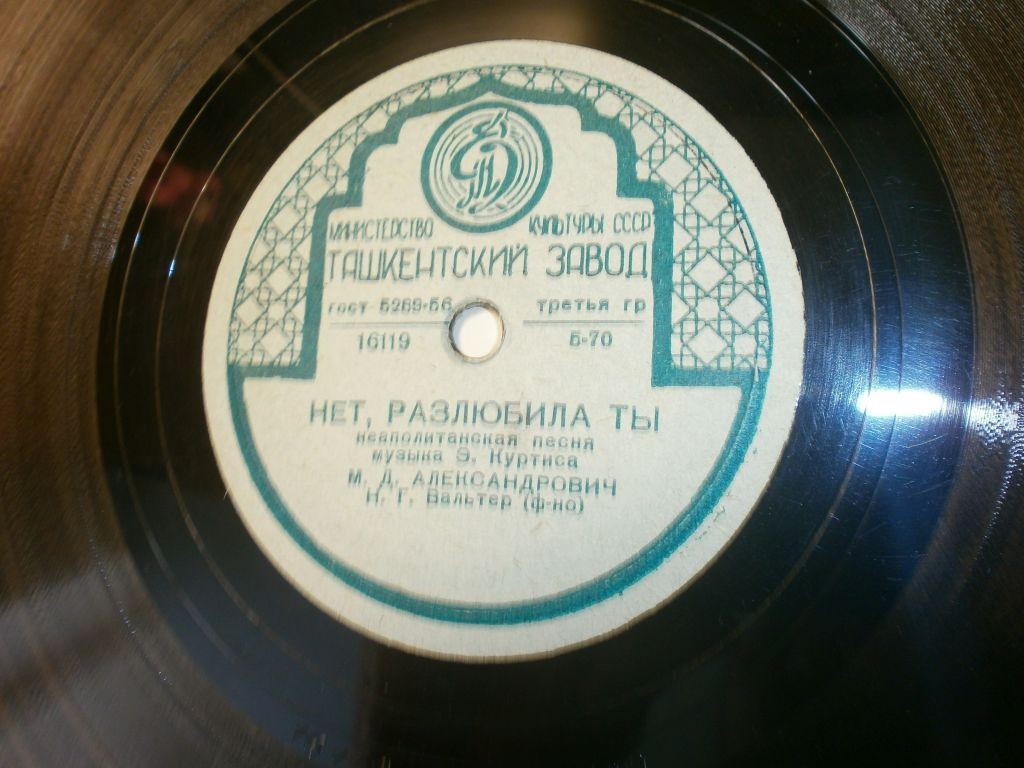 МИНИСТЕРСТВО КУЛЬТУРЫ СССР
ТАШКЕНТСКИЙ ЗАВОД
гост 5289-56 третья гр
16119 5-70
НЕТ, РАЗЛЮБИЛА ТЫ
неаполитанская песня
музыка Э. Куртиса
М. Д. АЛЕКСАНДРОВИЧ
Н. Г. Вальтер (ф-но)